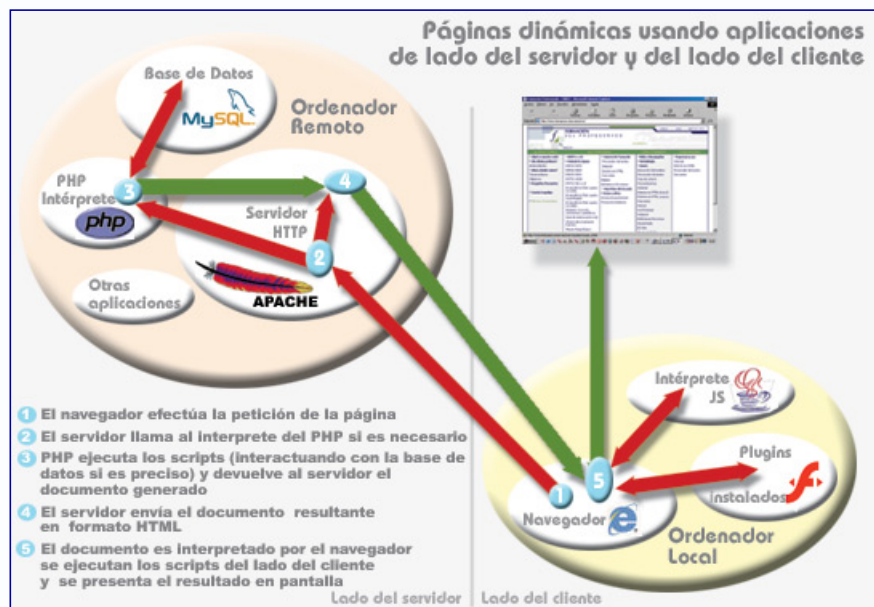 Páginas dinámicas usando aplicaciones
de lado del servidor y del lado del cliente
Base de Datos
MySQL
Ordenador
Remoto
PHP
Intérprete
3
php
4
Servidor
HTTP
2
APACHE
Otras
aplicaciones
1 El navegador efectúa la petición de la página
2 El servidor llama al interprete del PHP si es necesario
3 PHP ejecuta los scripts (interactuando con la base de
datos si es preciso) y devuelve al servidor el
documento generado
4 El servidor envía el documento resultante
en formato HTML
5 El documento es interpretado por el navegador
se ejecutan los scripts del lado del cliente
y se presenta el resultado en pantalla
Intérprete
JS
Plugins
instalados
5
1
Navegador
Ordenador
Local
Lado del servidor
Lado del cliente